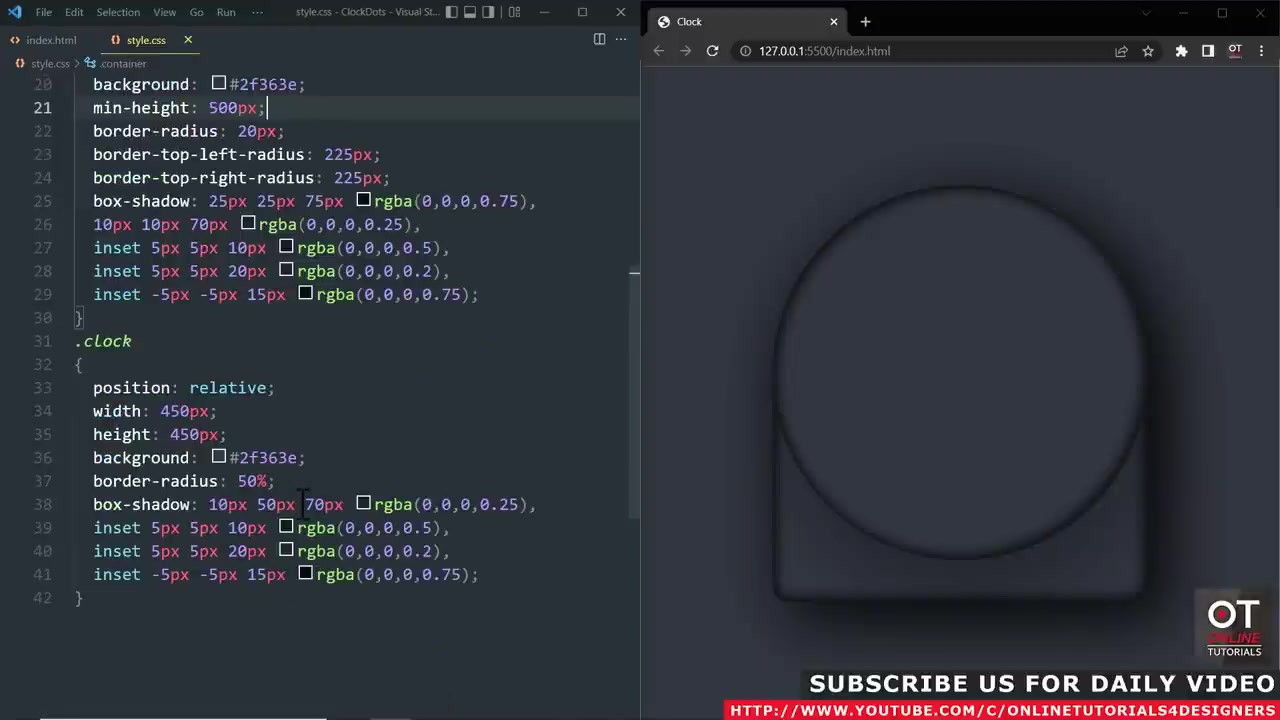 File Edit Selection View Go Run ··· style.css - ClockDots - Visual St...
index.html style.css
style.css > .container
20 background: #2f363e;
21 min-height: 500px;
22 border-radius: 20px;
23 border-top-left-radius: 225px;
24 border-top-right-radius: 225px;
25 box-shadow: 25px 25px 75px rgba(0,0,0,0.75),
26 10px 10px 70px rgba(0,0,0,0.25),
27 inset 5px 5px 10px rgba(0,0,0,0.5),
28 inset 5px 5px 20px rgba(0,0,0,0.2),
29 inset -5px -5px 15px rgba(0,0,0,0.75);
30 }
31 .clock
32 {
33 position: relative;
34 width: 450px;
35 height: 450px;
36 background: #2f363e;
37 border-radius: 50%;
38 box-shadow: 10px 50px 70px rgba(0,0,0,0.25),
39 inset 5px 5px 10px rgba(0,0,0,0.5),
40 inset 5px 5px 20px rgba(0,0,0,0.2),
41 inset -5px -5px 15px rgba(0,0,0,0.75);
42 }
Clock
127.0.0.1:5500/index.html
OT
OT
ONLINE
TUTORIALS
SUBSCRIBE US FOR DAILY VIDEO
HTTP://WWW.YOUTUBE.COM/C/ONLINETUTORIALS4DESIGNERS